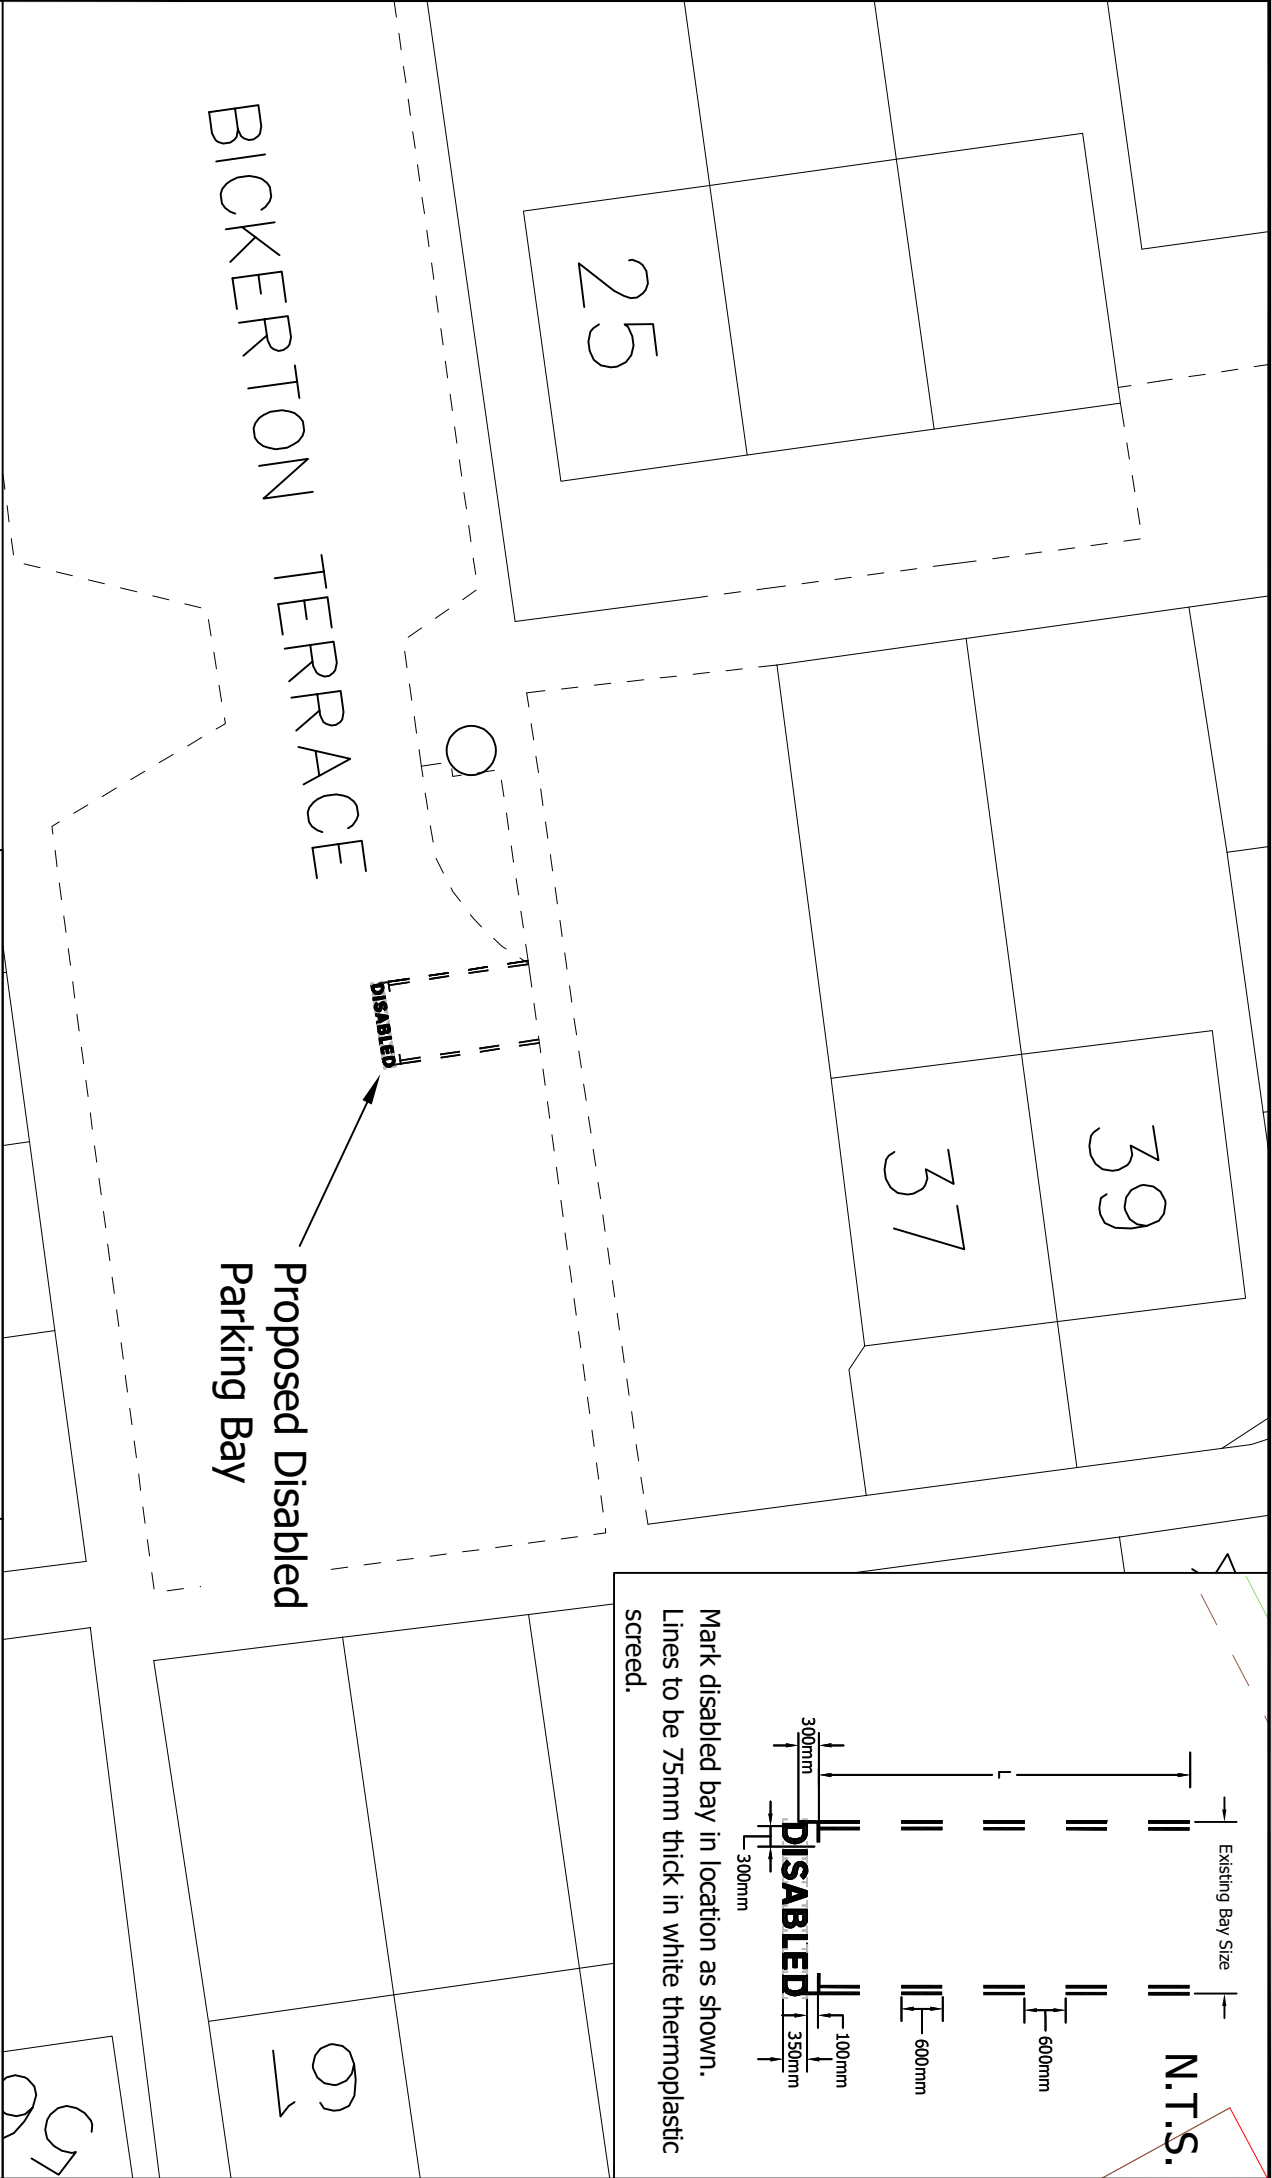 BICKERTON TERRACE
25
39
37
Proposed Disabled
Parking Bay
DISABLED
61
N.T.S.
Existing Bay Size
L
600mm
600mm
300mm
100mm
DISABLED
350mm
300mm
Mark disabled bay in location as shown.
Lines to be 75mm thick in white thermoplastic
screed.